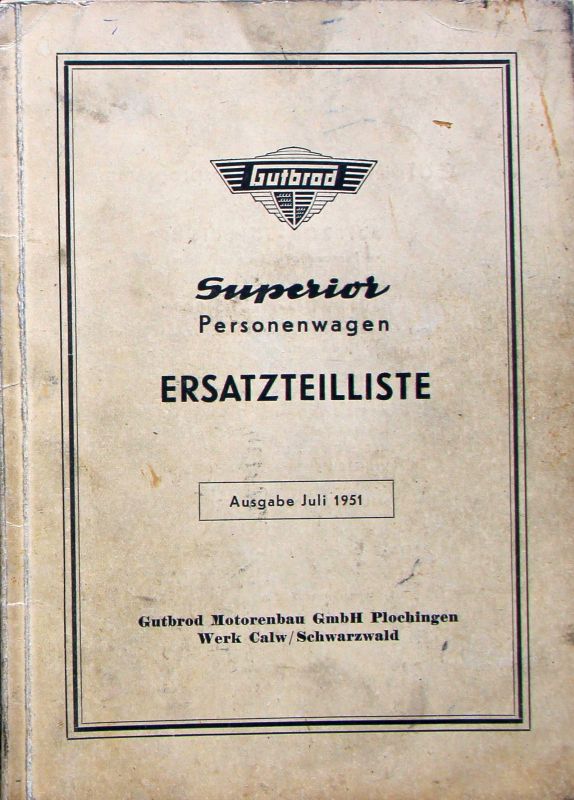 Gutbrod
Superior
Personenwagen
ERSATZTEILLISTE
Ausgabe Juli 1951
Gutbrod Motorenbau GmbH Plochingen
Werk Calw/Schwarzwald